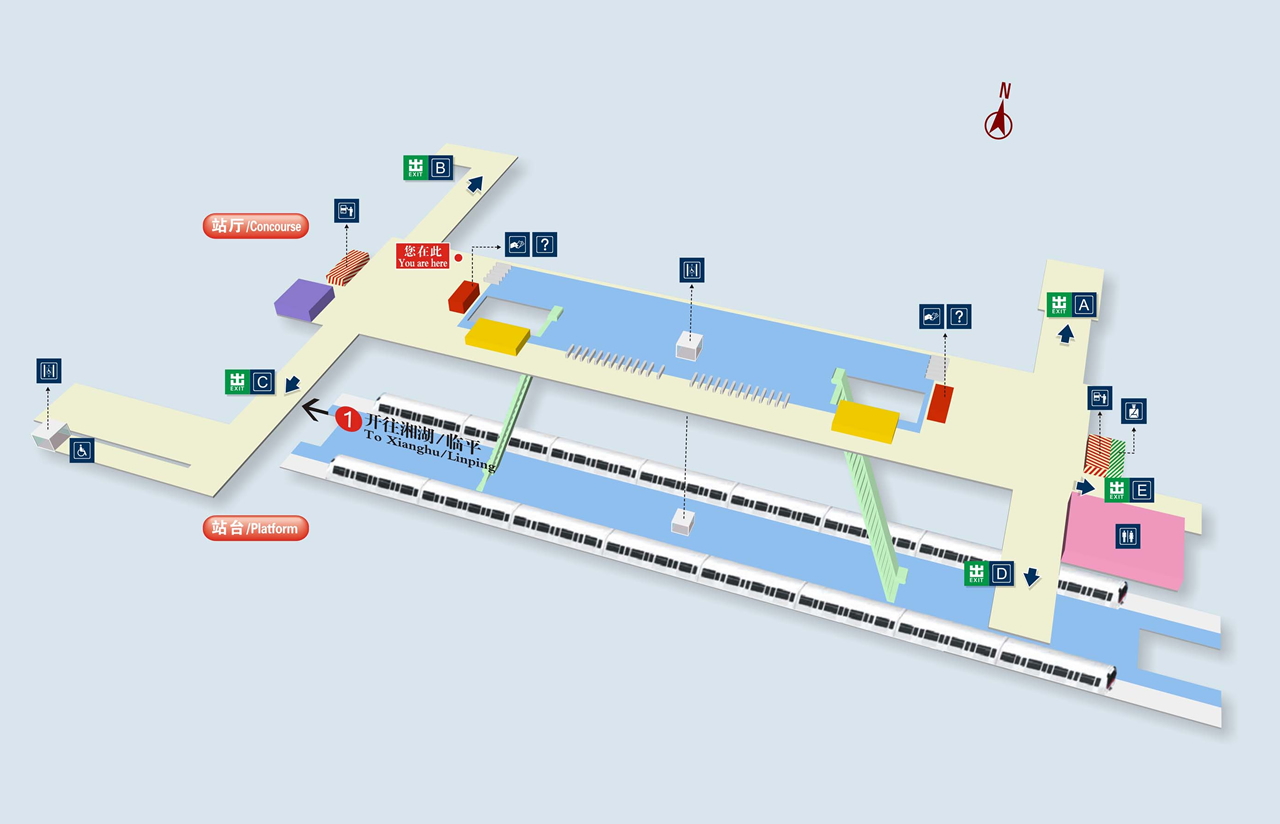 N
出 EXIT B
站厅/Concourse
您在此
You are here
?
?
出 EXIT A
出 EXIT C
1 开往湘湖/临平
To Xianghu/Linping
出 EXIT E
站台/Platform
出 EXIT D